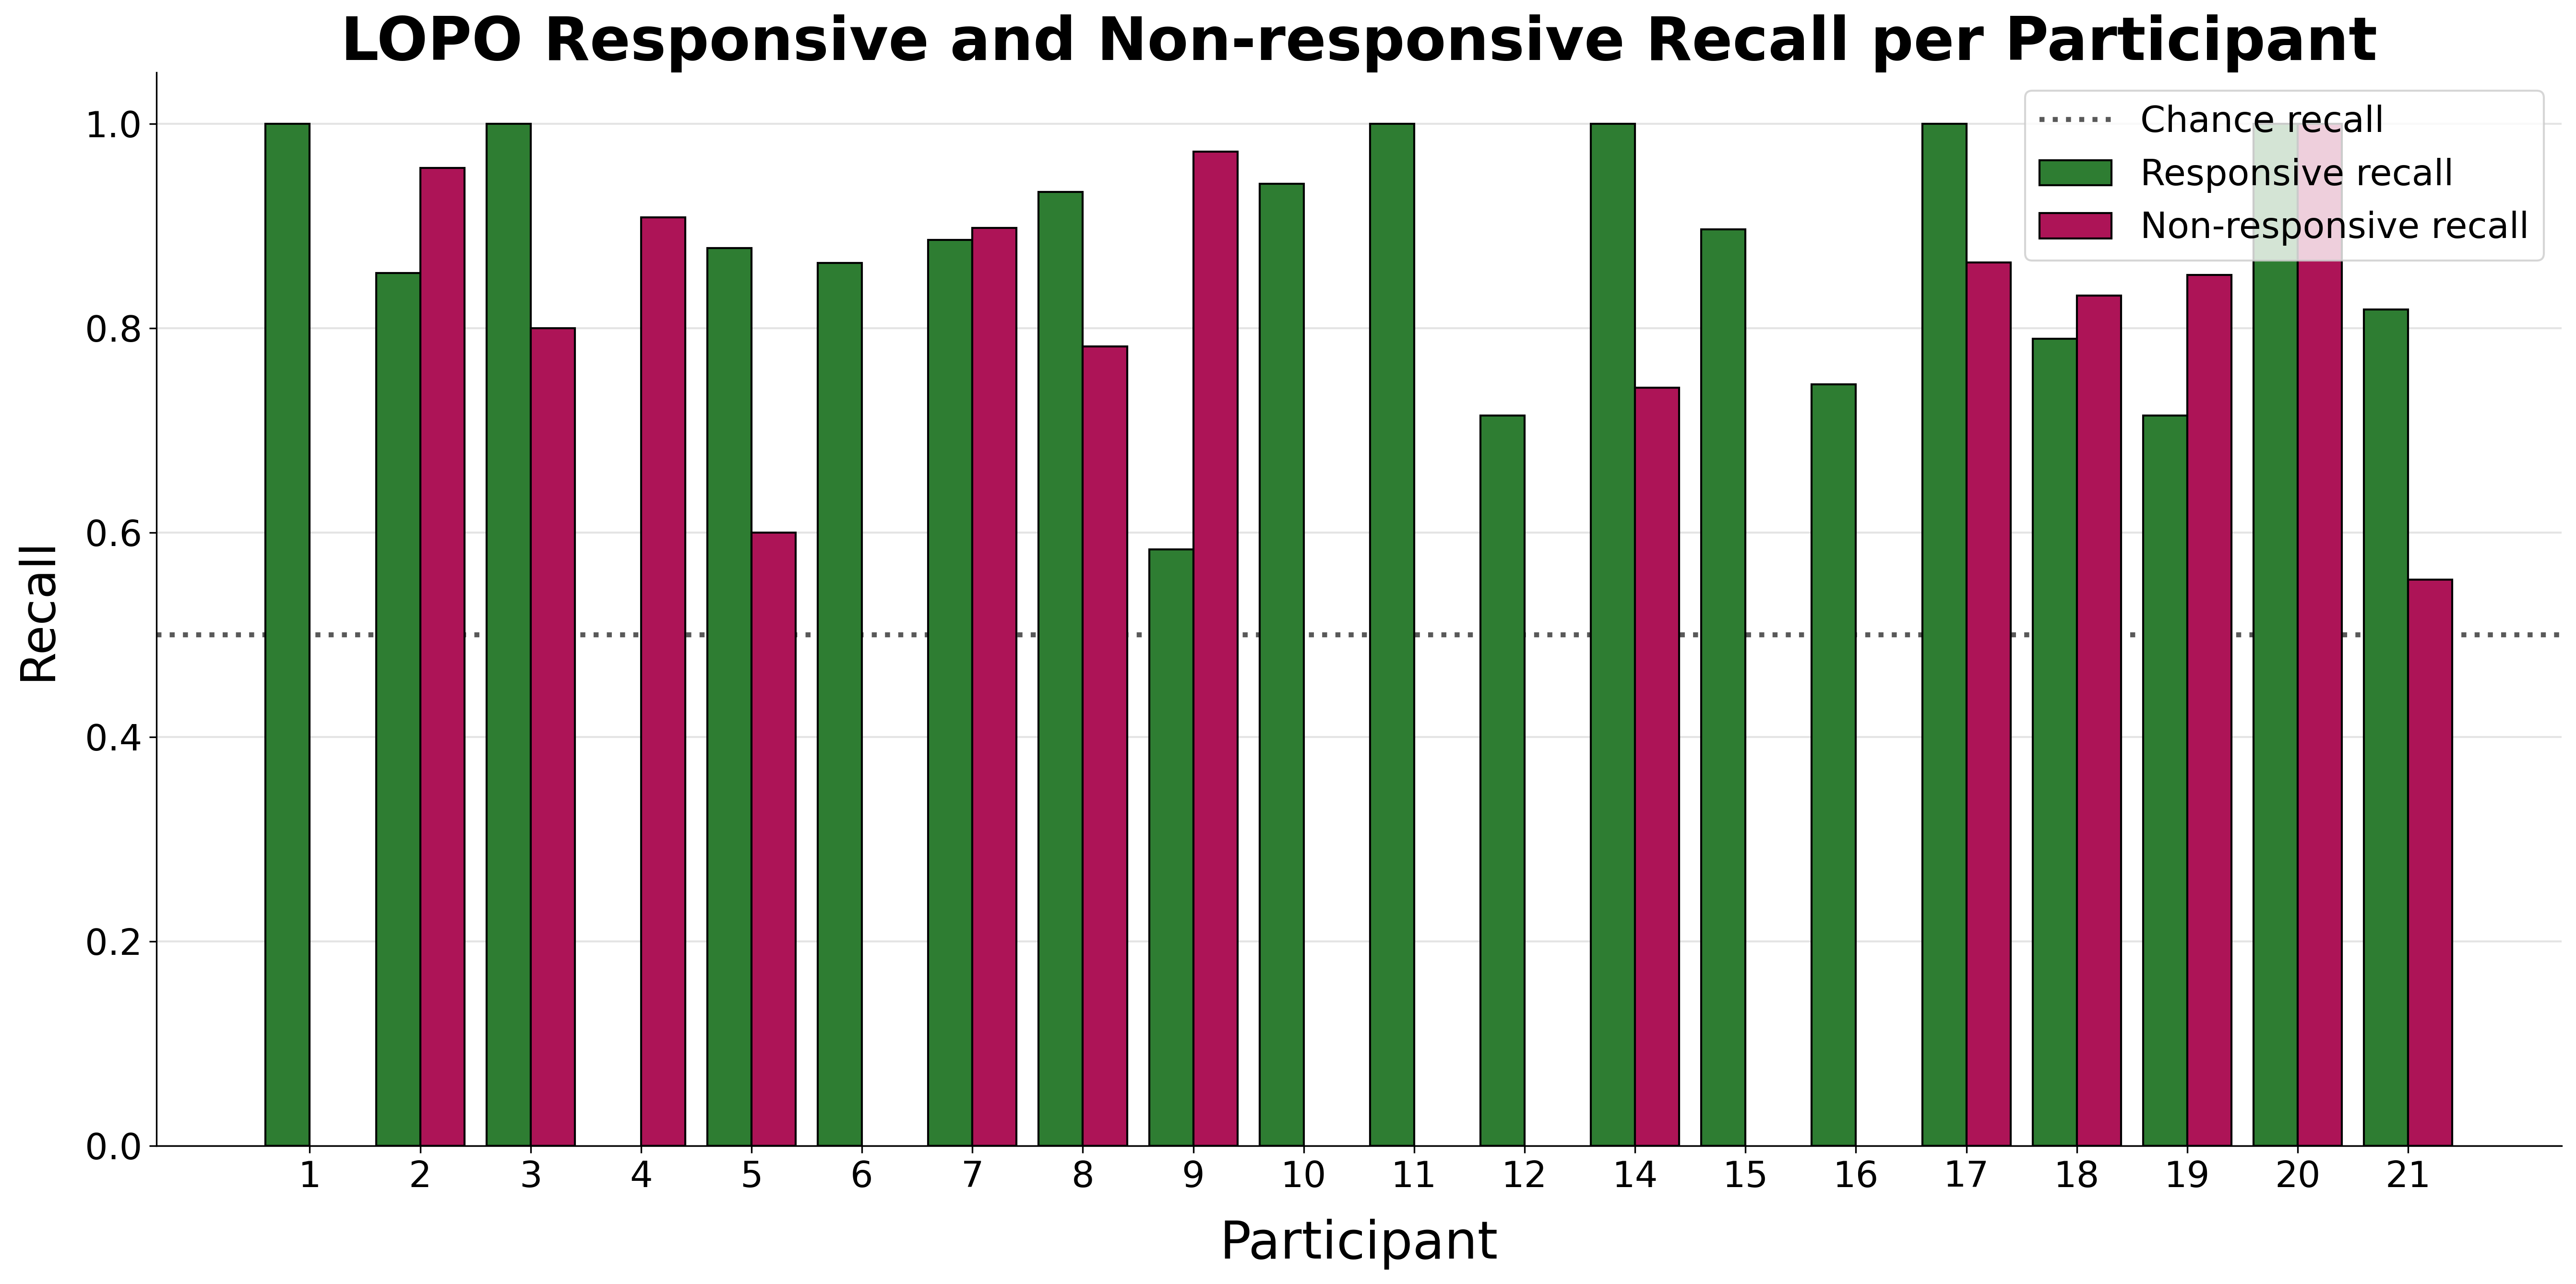 LOPO Responsive and Non-responsive Recall per Participant
Chance recall
Responsive recall
Non-responsive recall
Recall
1.0
0.8
0.6
0.4
0.2
0.0
1 2 3 4 5 6 7 8 9 10 11 12 14 15 16 17 18 19 20 21
Participant